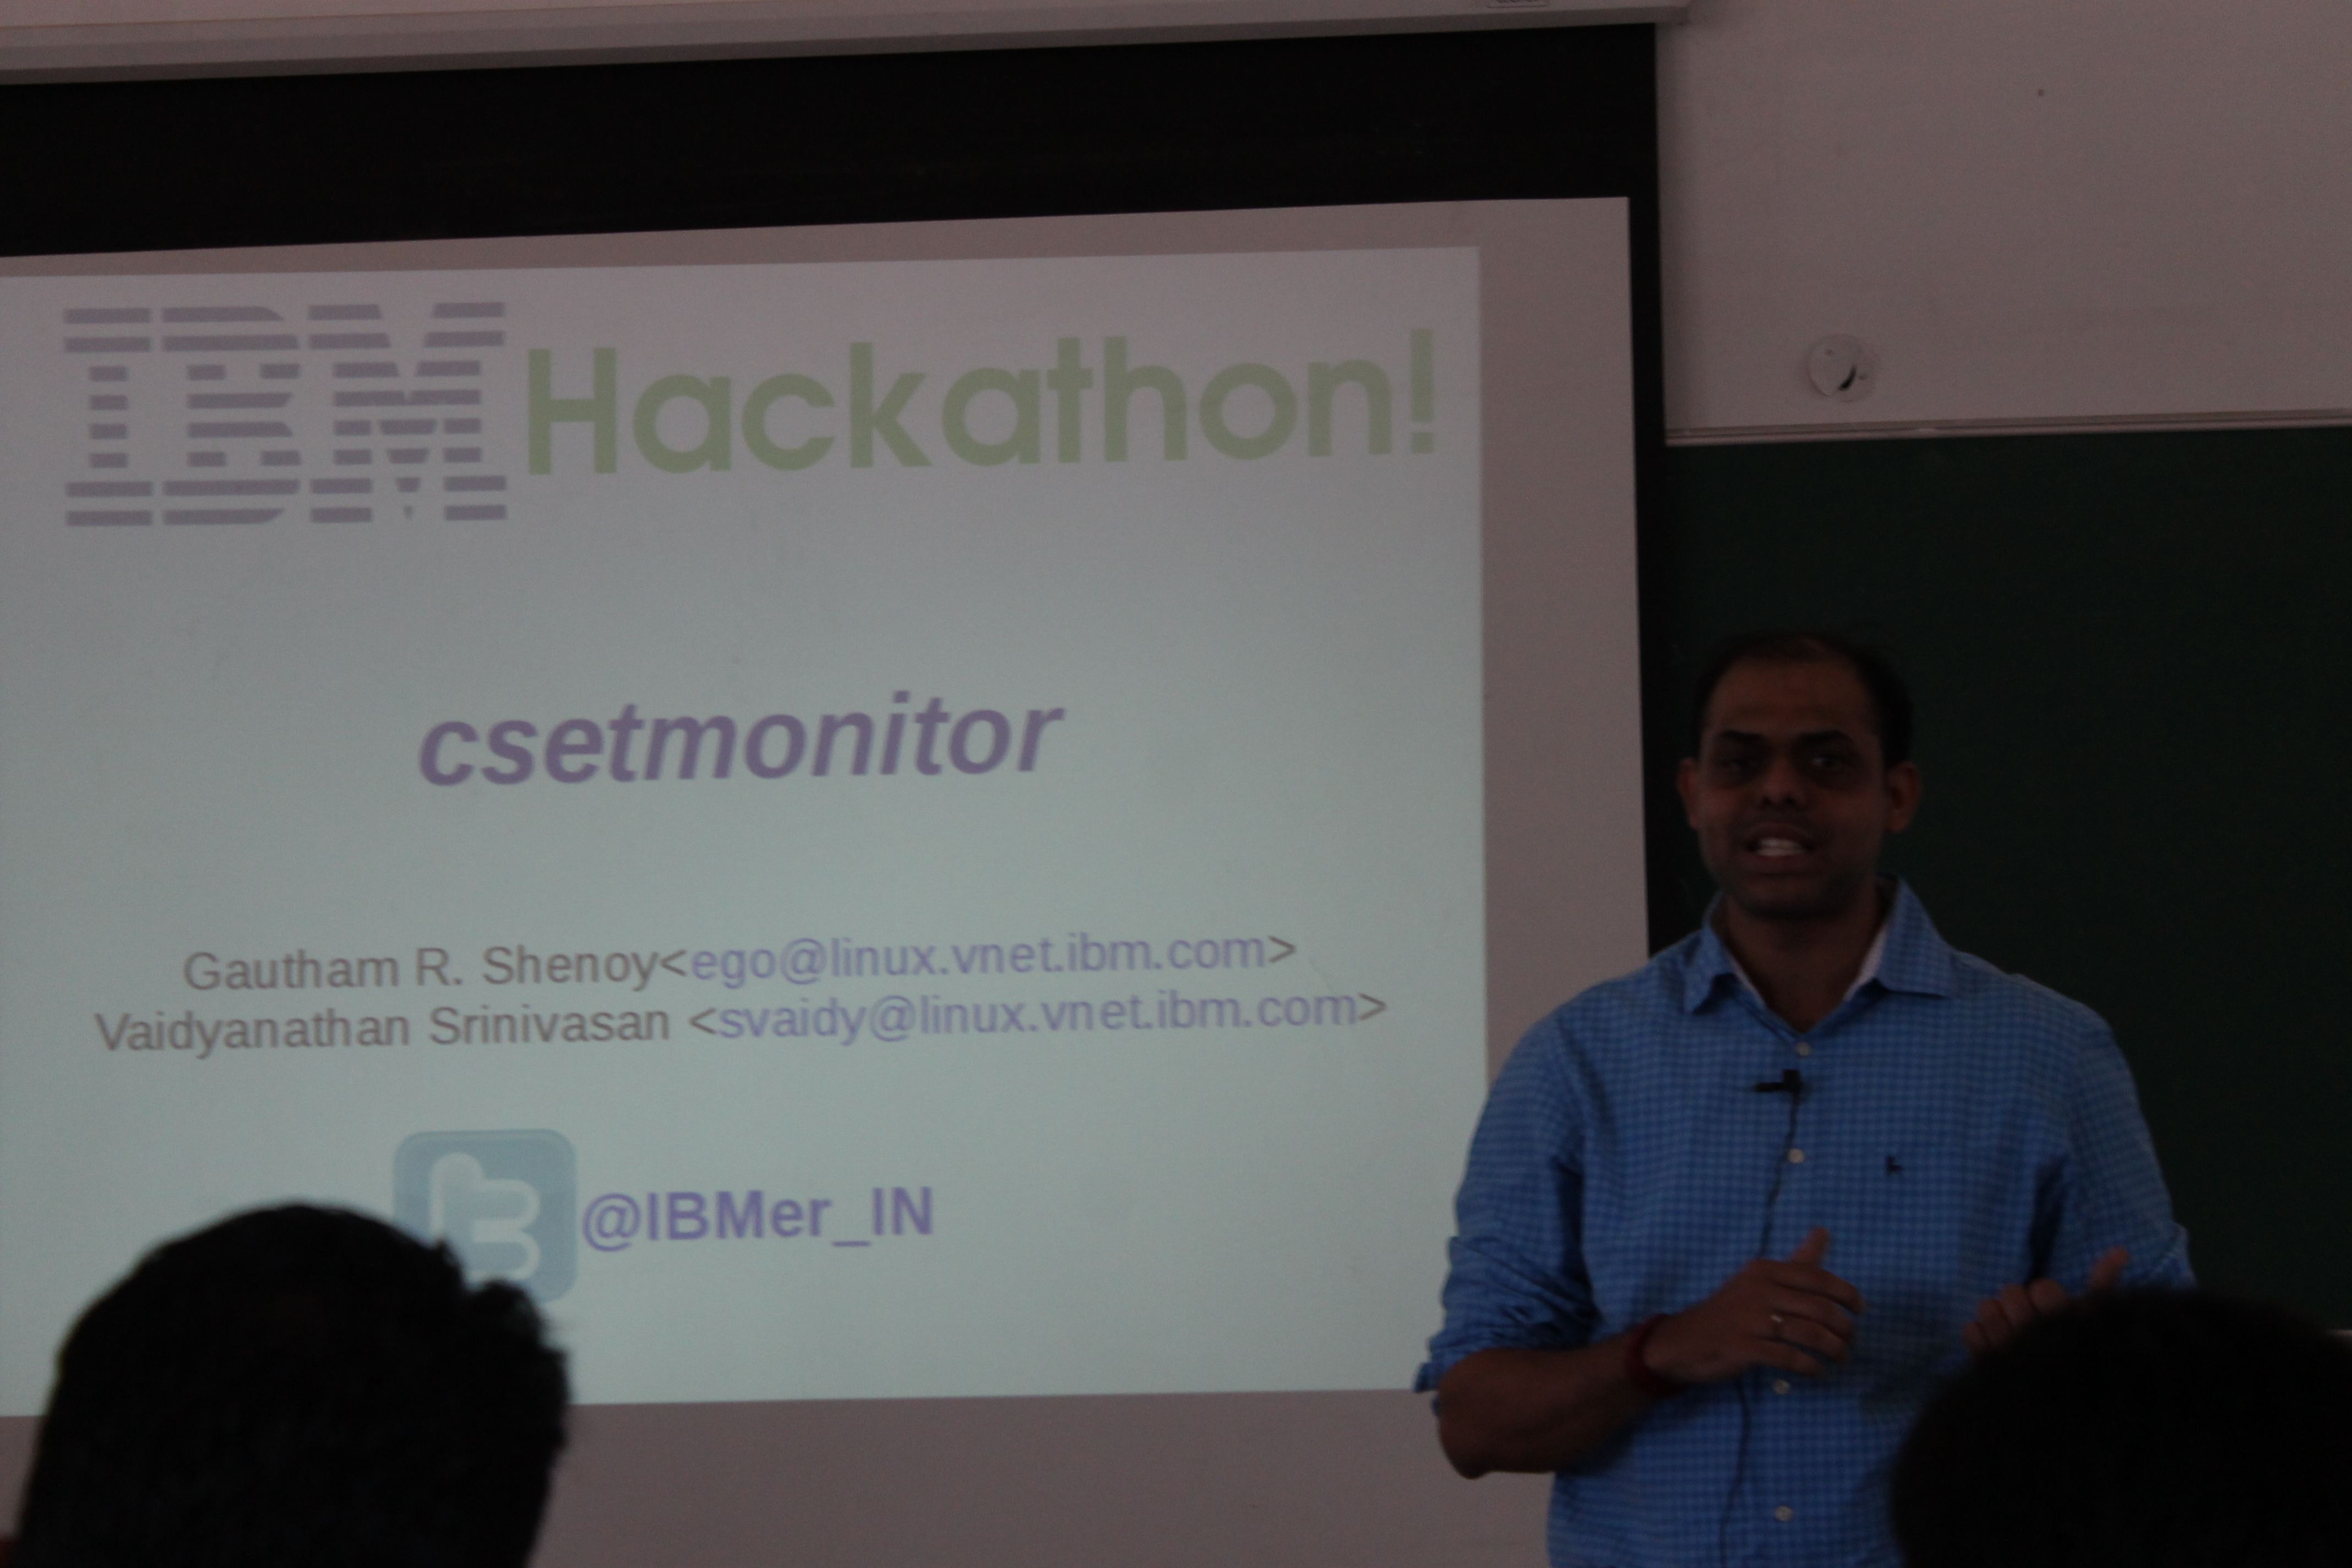 IBM Hackathon!
csetmonitor
Gautham R. Shenoy<ego@linux.vnet.ibm.com>
Vaidyanathan Srinivasan <svaidy@linux.vnet.ibm.com>
@IBMer_IN